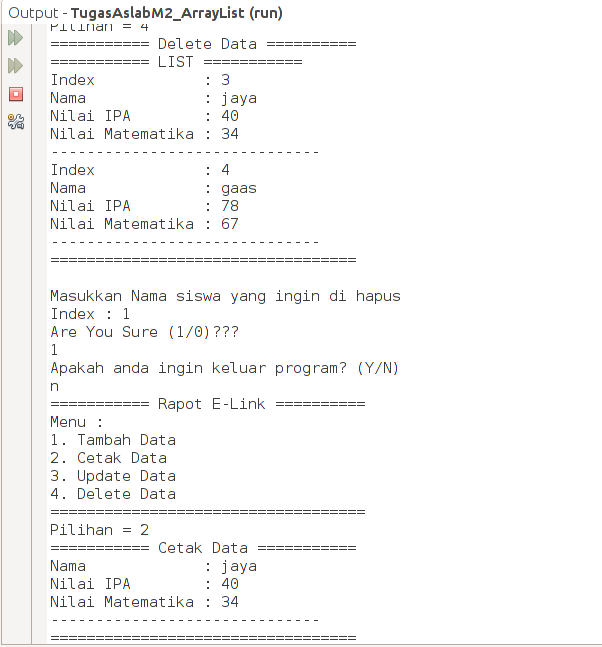 Output - TugasAslabM2_ArrayList (run)
Pilihan = 4
=========== Delete Data ==========
=========== LIST ===========
Index            : 3
Nama             : jaya
Nilai IPA        : 40
Nilai Matematika : 34
------------------------------
Index            : 4
Nama             : gaas
Nilai IPA        : 78
Nilai Matematika : 67
------------------------------
==================================
Masukkan Nama siswa yang ingin di hapus
Index : 1
Are You Sure (1/0)???
1
Apakah anda ingin keluar program? (Y/N)
n
=========== Rapot E-Link ==========
Menu :
1. Tambah Data
2. Cetak Data
3. Update Data
4. Delete Data
===================================
Pilihan = 2
=========== Cetak Data ===========
Nama             : jaya
Nilai IPA        : 40
Nilai Matematika : 34
------------------------------
==================================